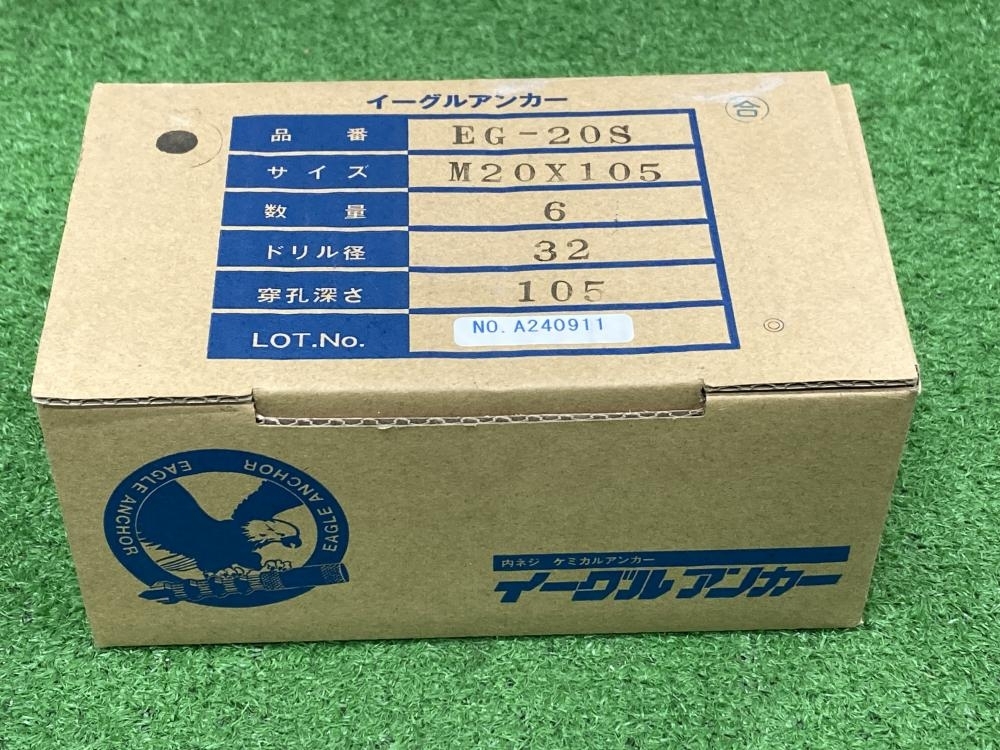 イーグルアンカー
合
品番 EG-20S
サイズ M20X105
数量 6
ドリル径 32
穿孔深さ 105
LOT.No. NO. A240911
EAGLE ANCHOR EAGLE ANCHOR EAGLE ANCHOR
内ネジ ケミカルアンカー
イーグルアンカー